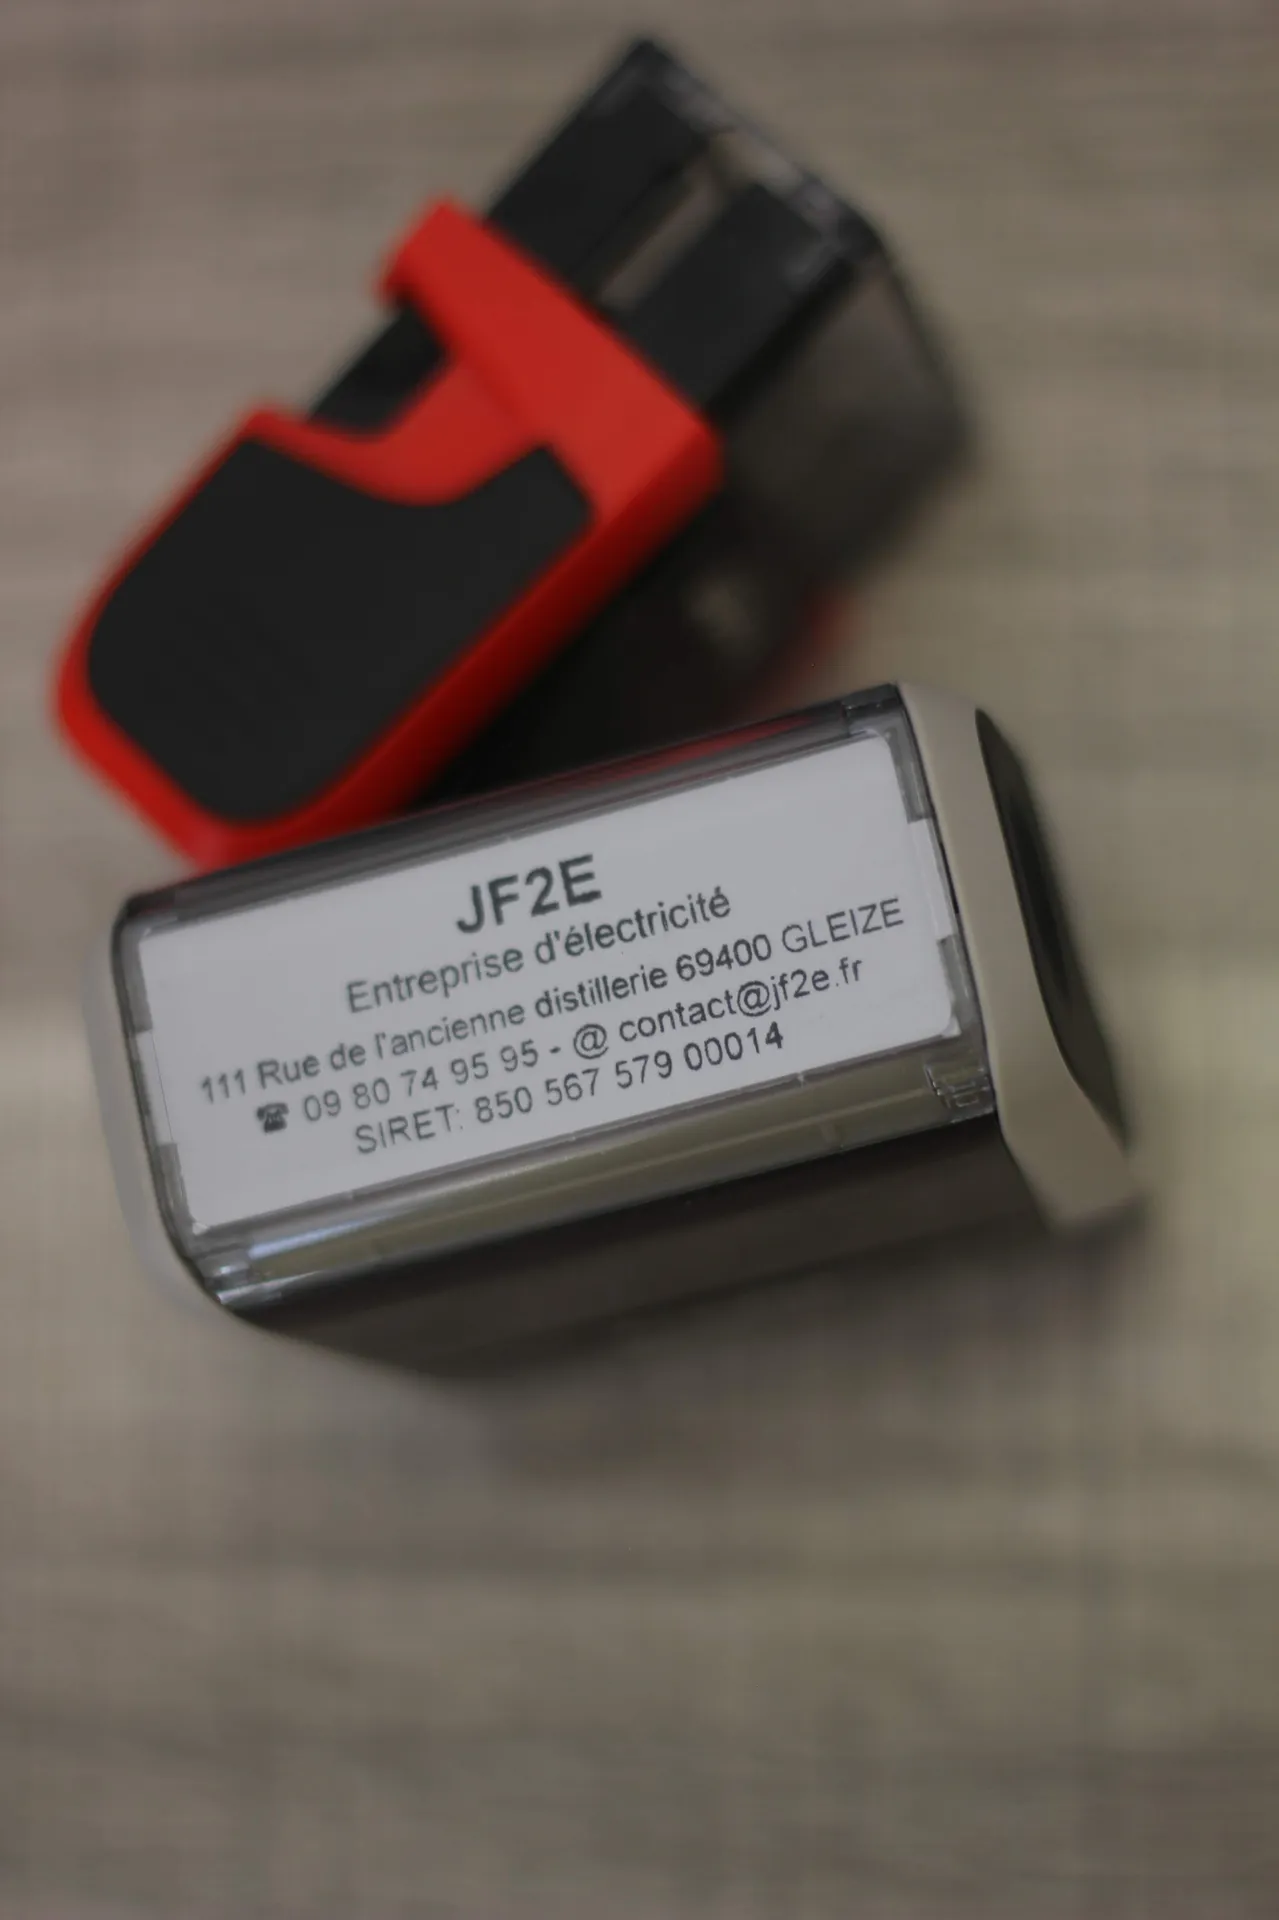 JF2E
Entreprise d'électricité
111 Rue de l'ancienne distillerie 69400 GLEIZE
☎ 09 80 74 95 95 - @ contact@jf2e.fr
SIRET: 850 567 579 00014